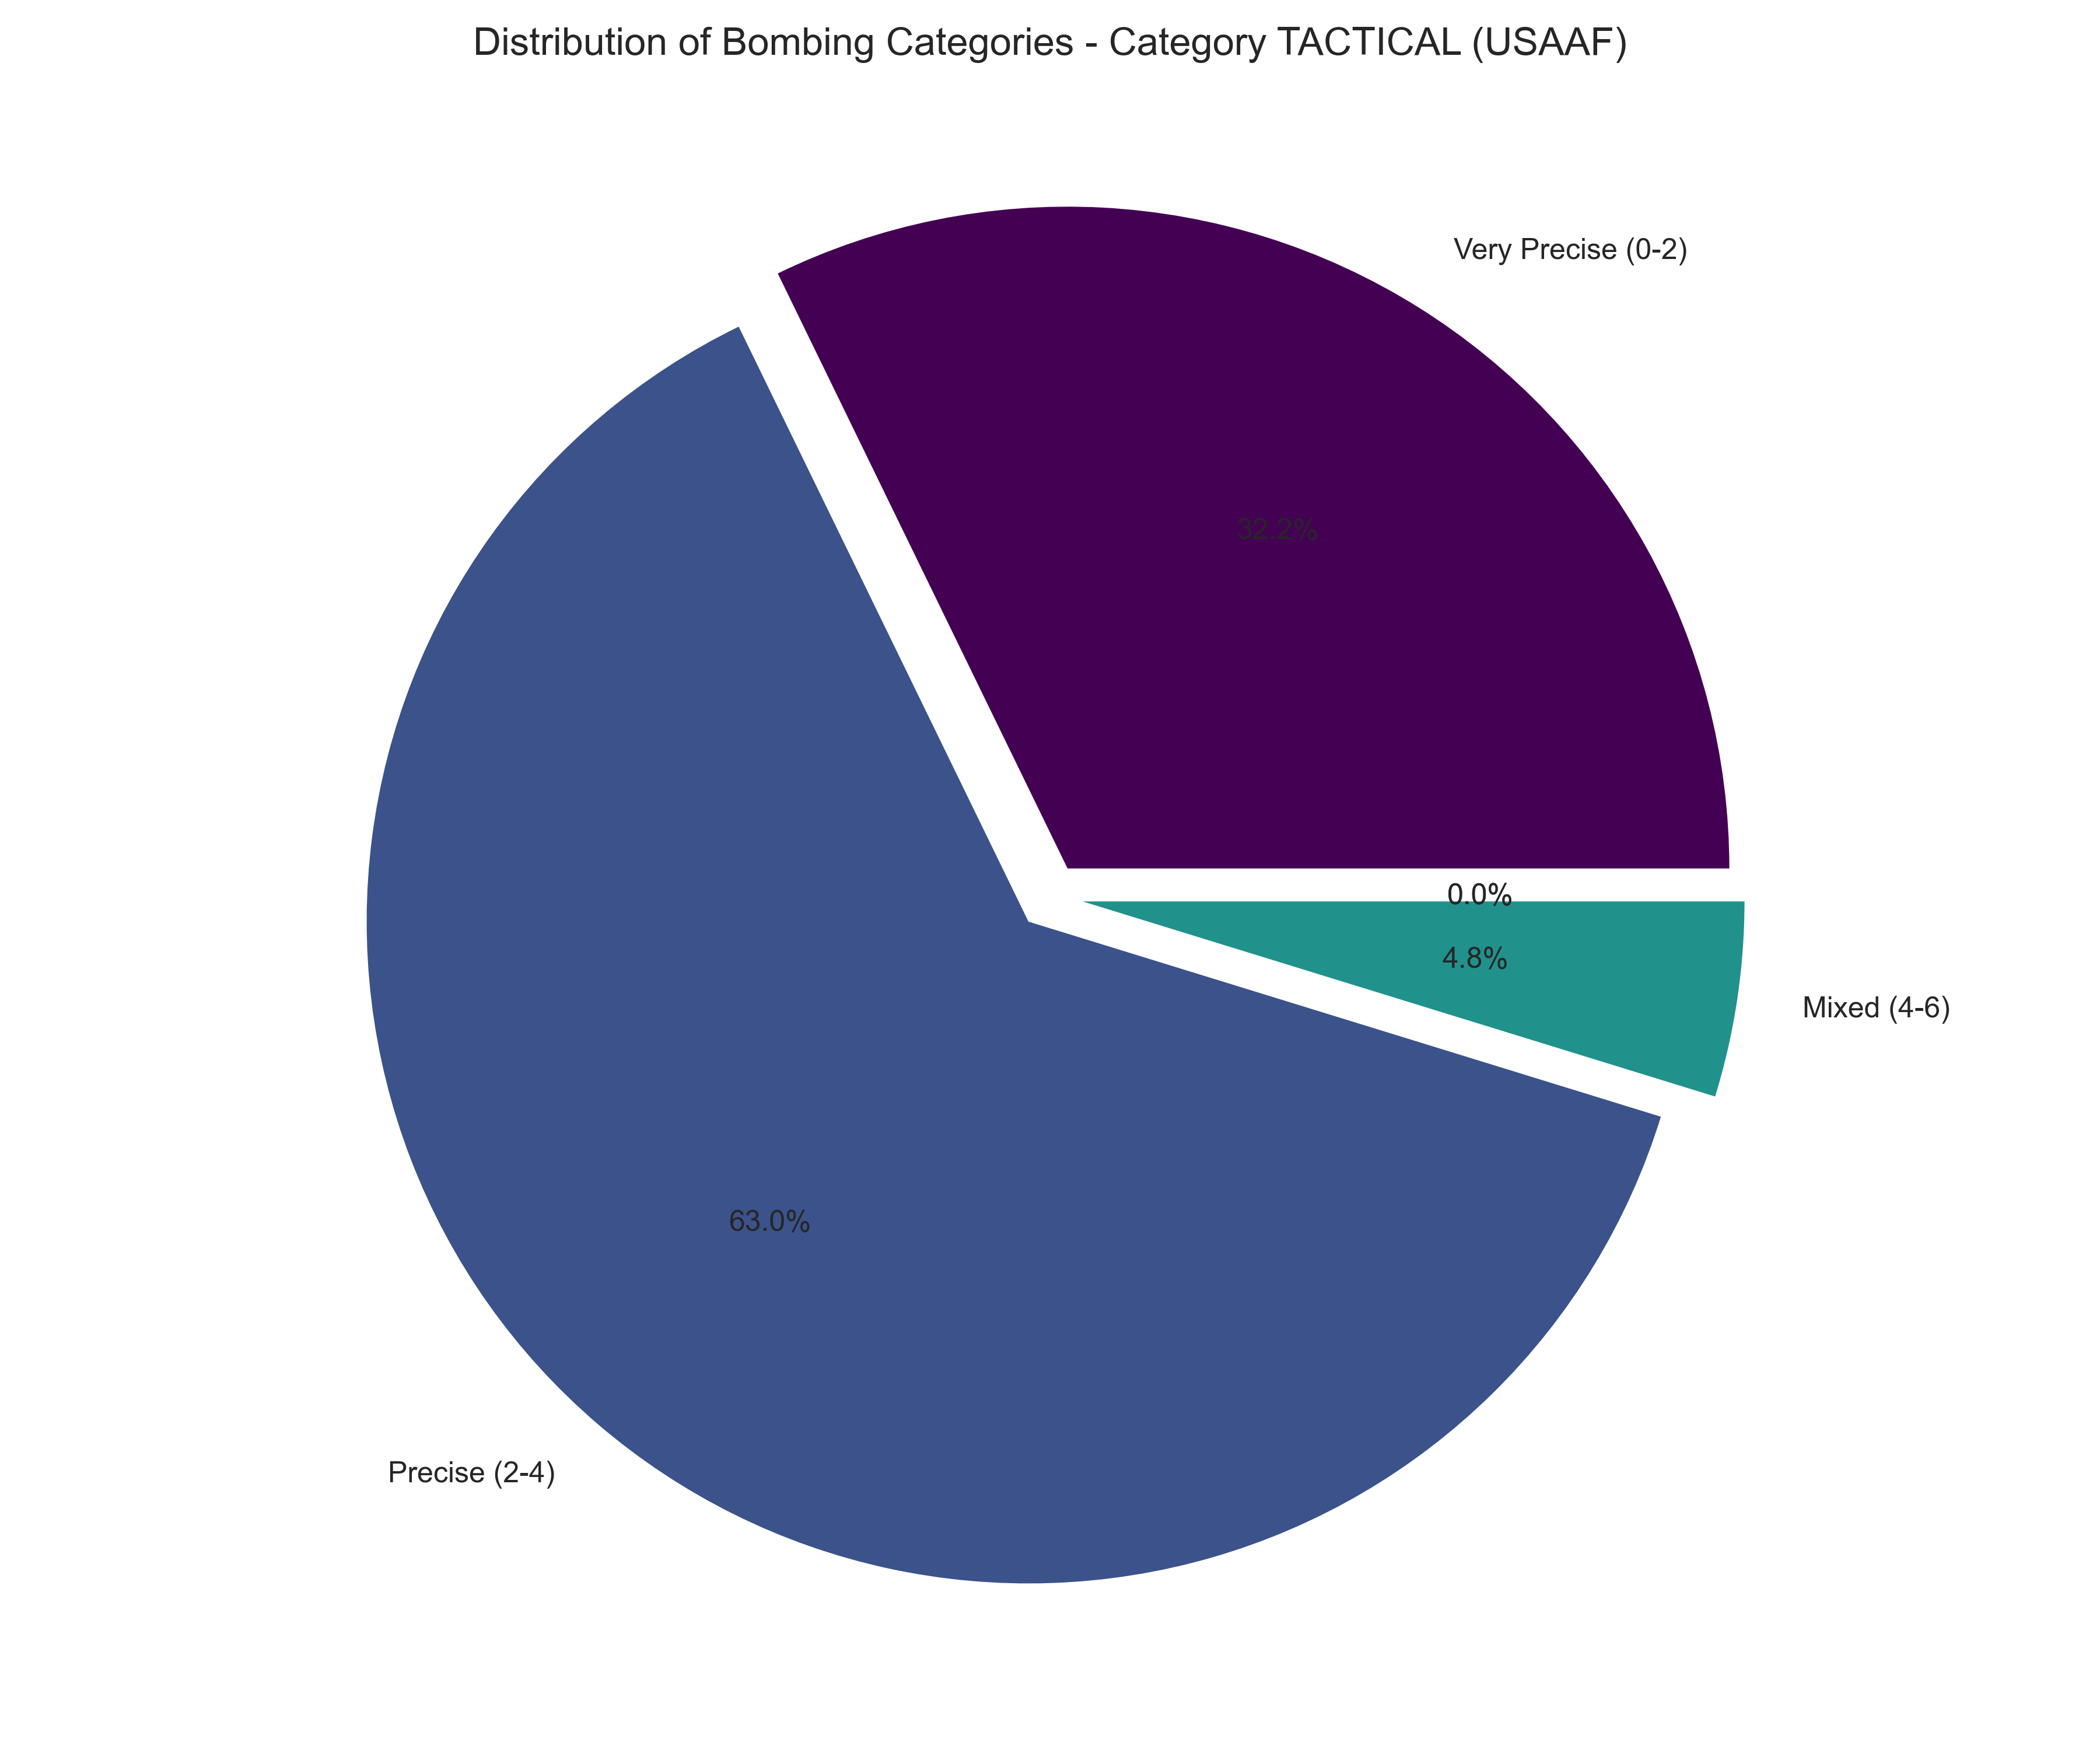 Distribution of Bombing Categories - Category TACTICAL (USAAF)
Very Precise (0-2)
32.2%
0.0%
4.8%
Mixed (4-6)
63.0%
Precise (2-4)